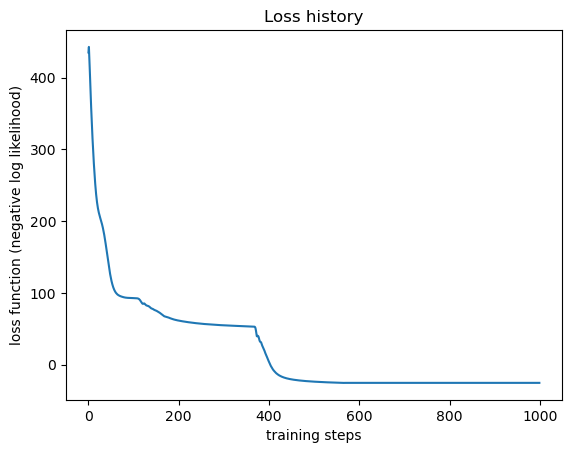 Loss history
loss function (negative log likelihood)
400
300
200
100
0
0 200 400 600 800 1000
training steps